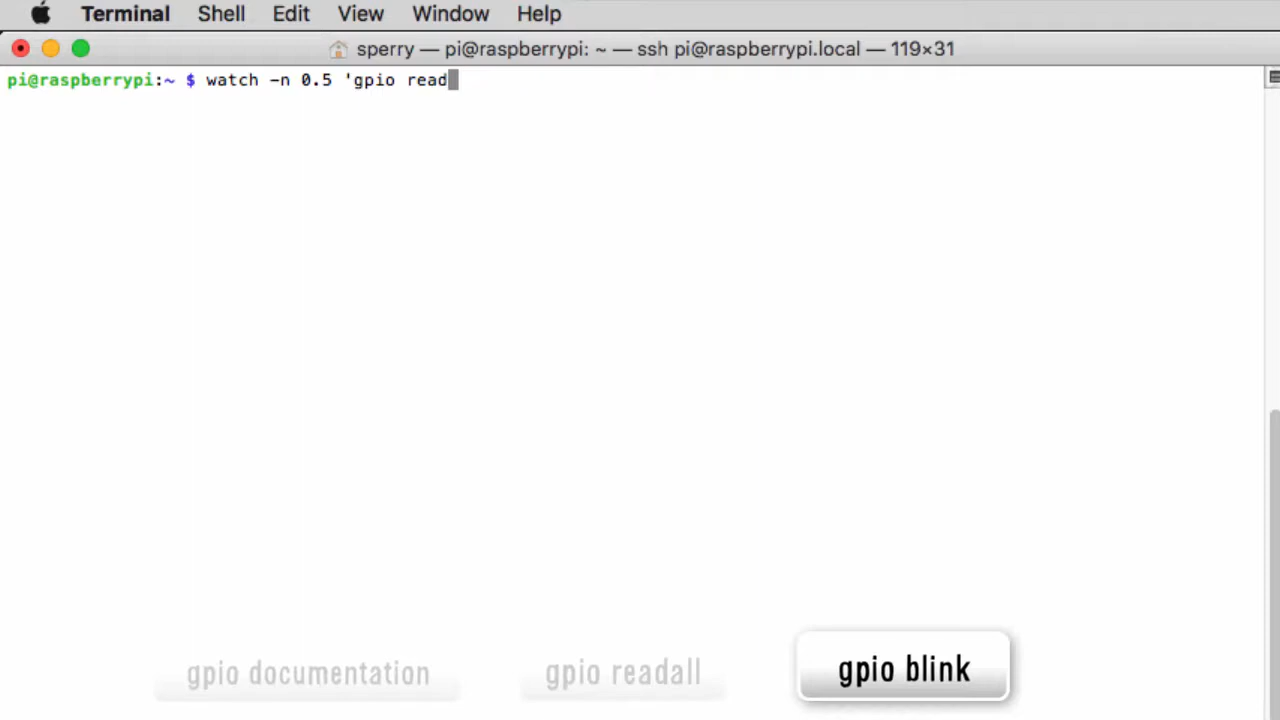 Terminal Shell Edit View Window Help
sperry — pi@raspberrypi: ~ — ssh pi@raspberrypi.local — 119×31
pi@raspberrypi:~ $ watch -n 0.5 'gpio read
gpio documentation
gpio readall
gpio blink